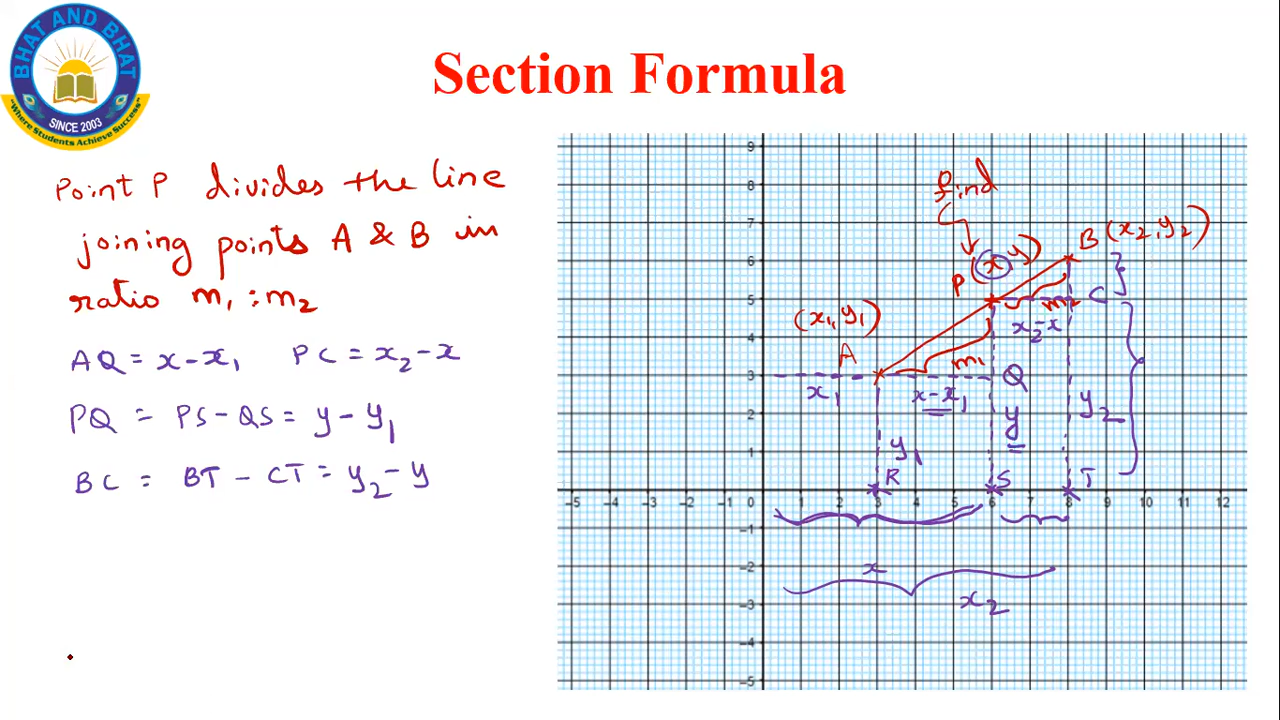 BHAT AND BHAT
"Where Students Achieve Success"
SINCE 2003
Section Formula
Point P divides the line
joining points A & B in
ratio m₁ : m₂
AQ = x - x₁ PC = x₂ - x
PQ = PS - QS = y - y₁
BC = BT - CT = y₂ - y
find
P (x, y)
B (x₂, y₂)
(x₁, y₁)
A
m₁
m₂
C
x₂ - x
Q
x₁
x - x₁
y
y₂
y₁
R
S
T
x
x₂
9
8
7
6
5
4
3
2
1
-5 -4 -3 -2 -1 0 1 2 3 4 5 6 7 8 9 10 11 12
-1
-2
-3
-4
-5